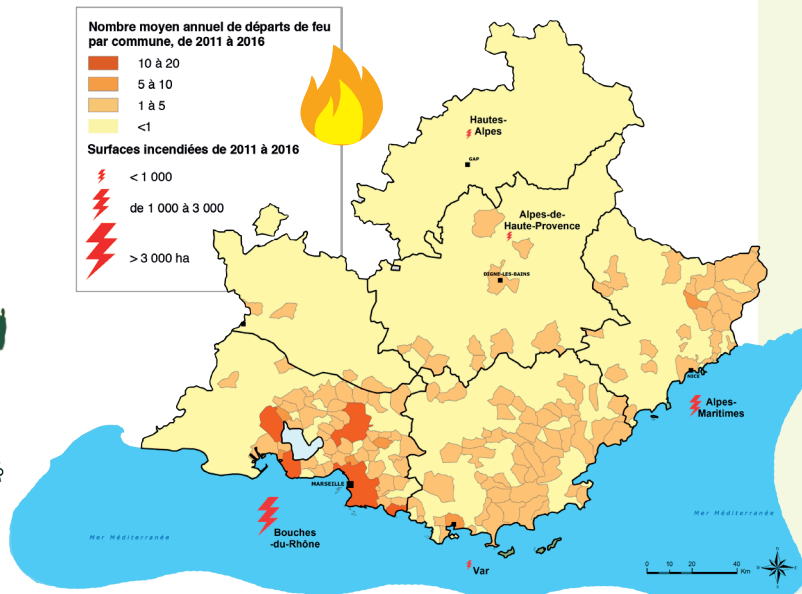 Nombre moyen annuel de départs de feu
par commune, de 2011 à 2016
10 à 20
5 à 10
1 à 5
<1
Surfaces incendiées de 2011 à 2016
< 1 000
de 1 000 à 3 000
> 3 000 ha
Hautes-
Alpes
GAP
Alpes-de-
Haute-Provence
DIGNE-LES-BAINS
NICE
Alpes-
Maritimes
MARSEILLE
Bouches
-du-Rhône
Mer Méditerranée
Mer Méditerranée
Var
0 10 20 40
Km